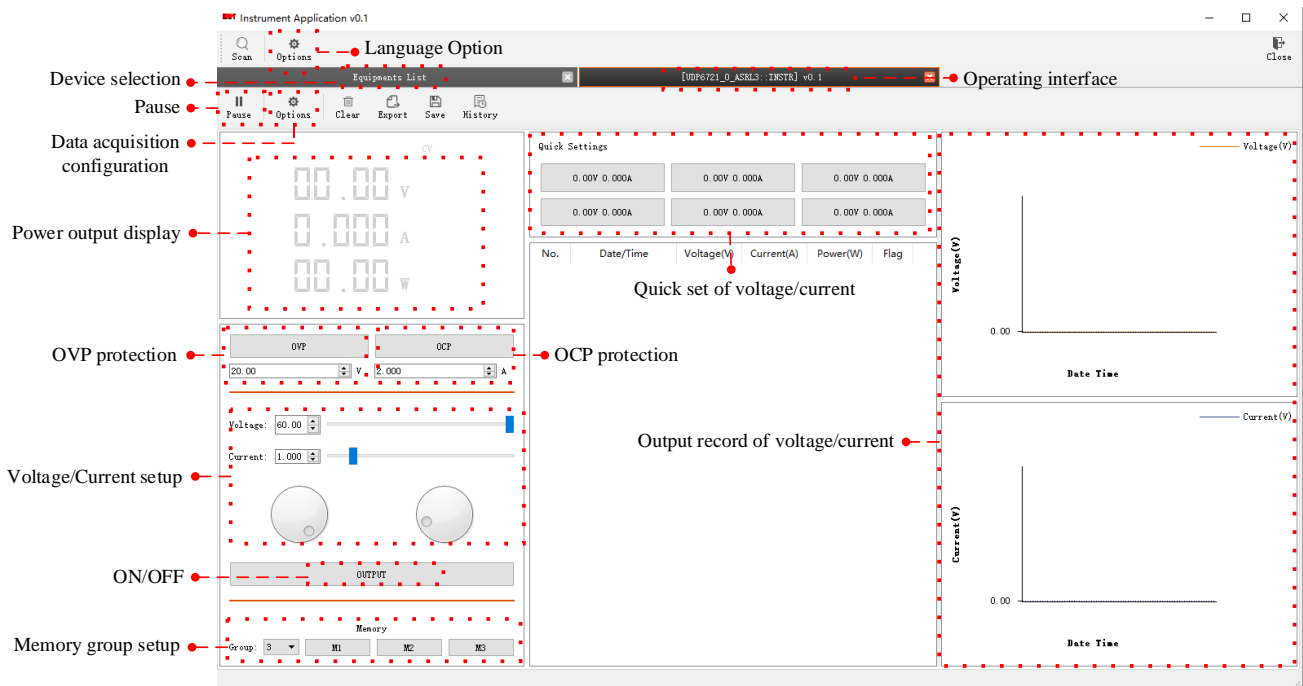 UNI-T Instrument Application v0.1
Scan
Options
Language Option
Close
Device selection
Equipments List
[UDP6721_0_ASRL3::INSTR] v0.1
Operating interface
Pause
Pause
Options
Clear
Export
Save
History
Data acquisition
configuration
CV
00.00 V
0.000 A
00.00 W
Power output display
Quick Settings
0.00V 0.000A
0.00V 0.000A
0.00V 0.000A
0.00V 0.000A
0.00V 0.000A
0.00V 0.000A
No.
Date/Time
Voltage(V)
Current(A)
Power(W)
Flag
Quick set of voltage/current
Voltage(V)
Voltage(V)
0.00
Date Time
OVP protection
OVP
OCP
OCP protection
20.00 V
2.000 A
Voltage: 60.00
Current: 1.000
Voltage/Current setup
Output record of voltage/current
Current(V)
Current(V)
0.00
Date Time
ON/OFF
OUTPUT
Memory
Memory group setup
Group: 3
M1
M2
M3